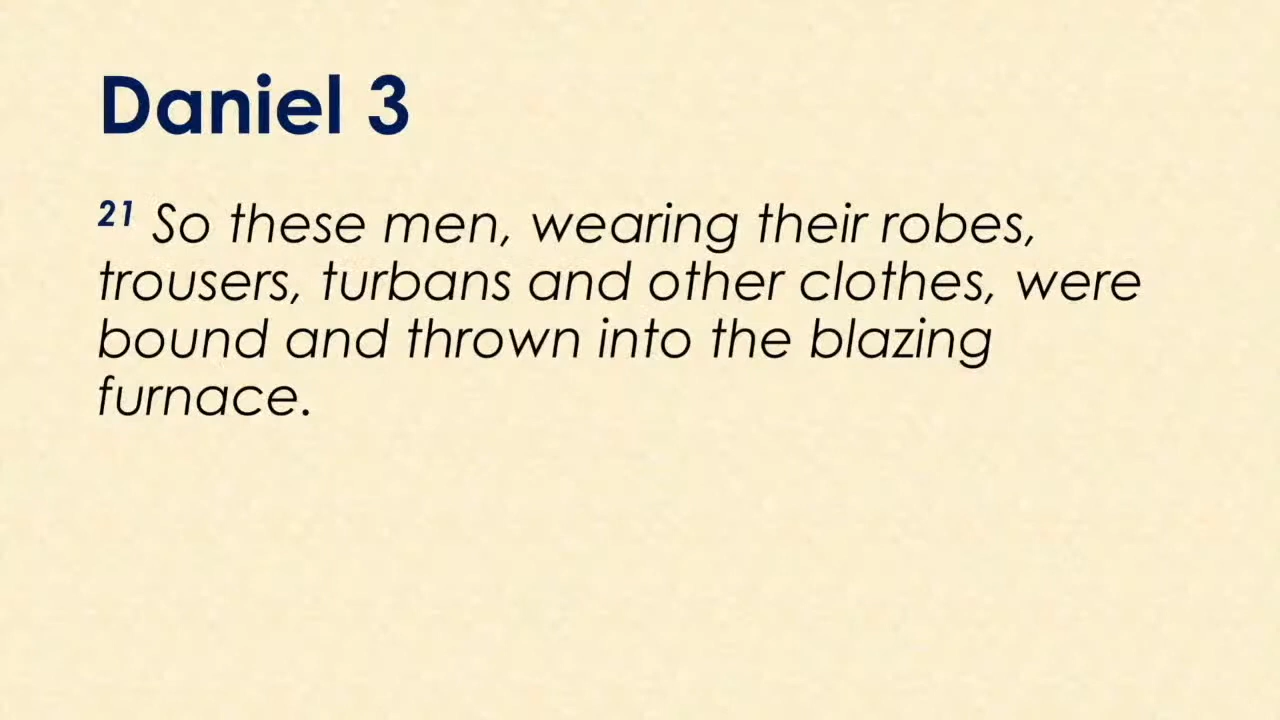 Daniel 3
21 So these men, wearing their robes,
trousers, turbans and other clothes, were
bound and thrown into the blazing
furnace.